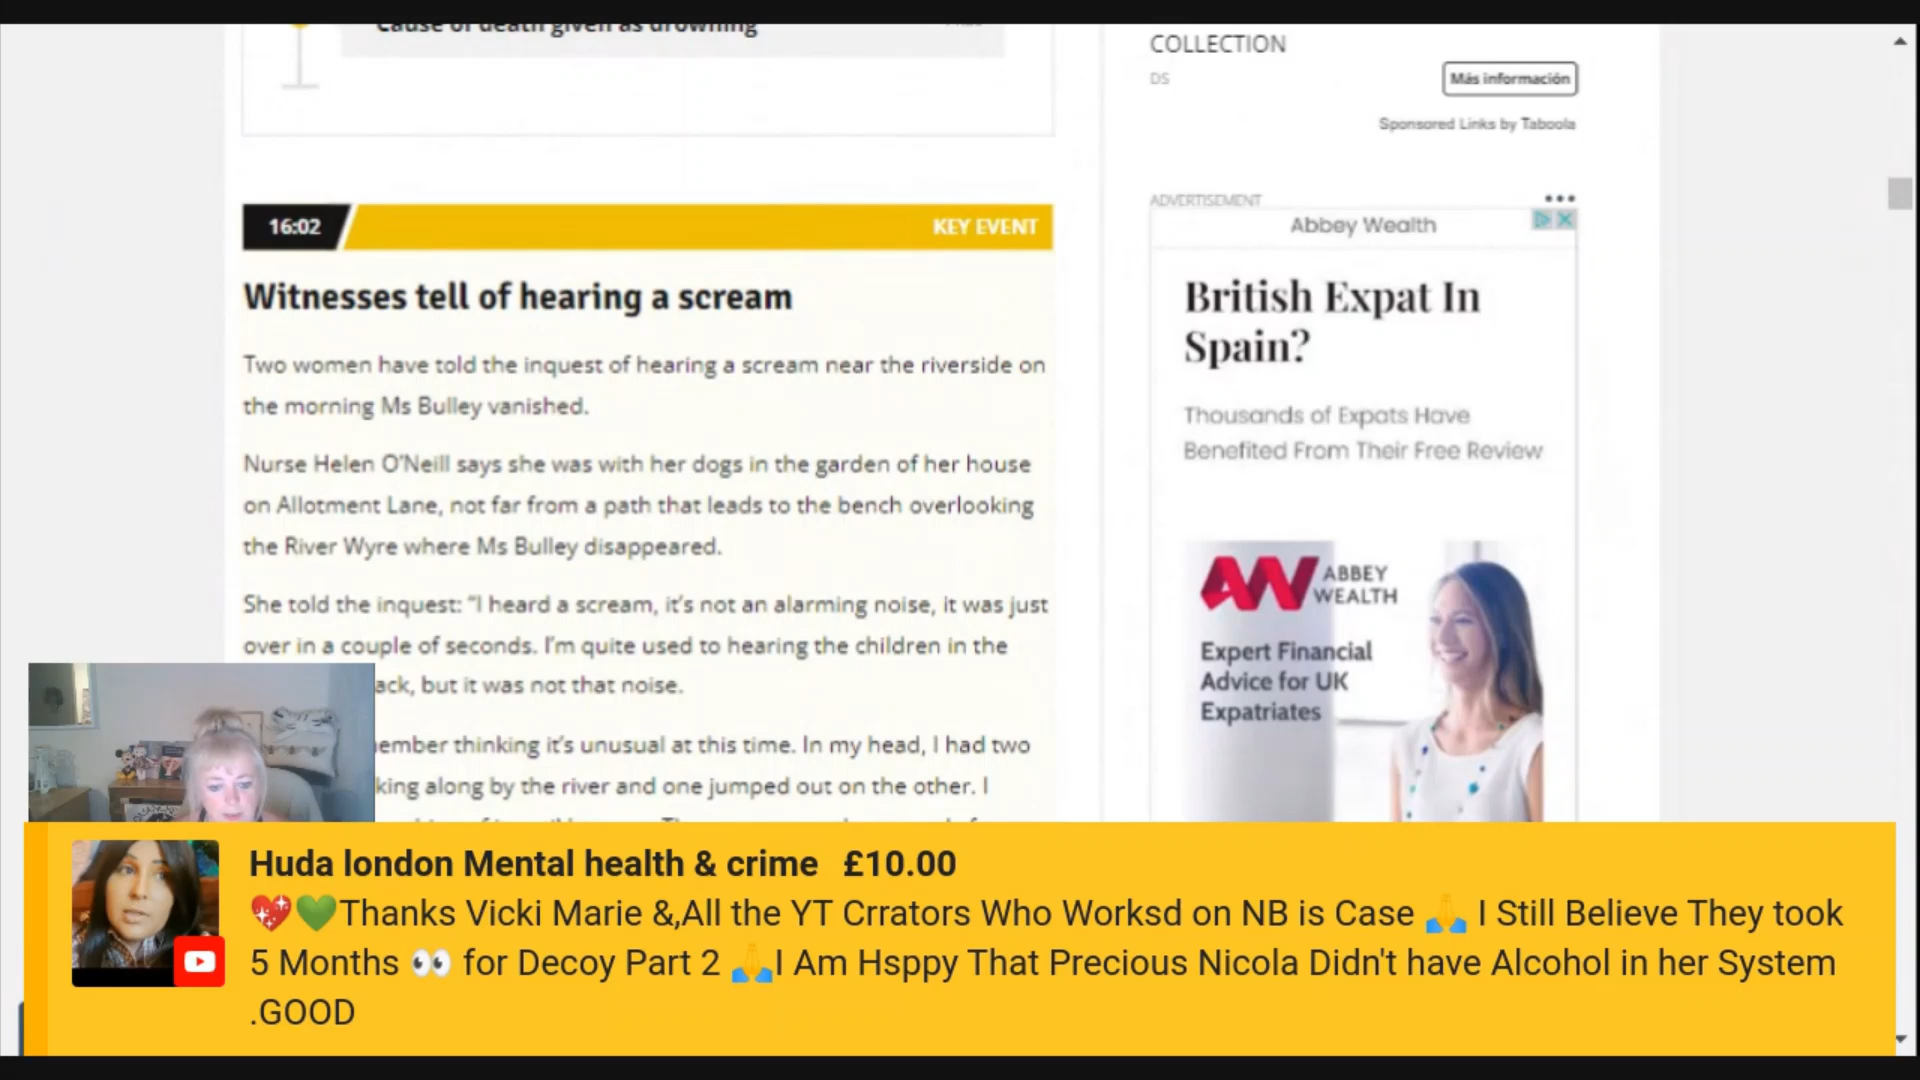 Cause of death given as drowning
COLLECTION
DS
Más información
Sponsored Links by Taboola
16:02
KEY EVENT
Witnesses tell of hearing a scream
Two women have told the inquest of hearing a scream near the riverside on
the morning Ms Bulley vanished.
Nurse Helen O'Neill says she was with her dogs in the garden of her house
on Allotment Lane, not far from a path that leads to the bench overlooking
the River Wyre where Ms Bulley disappeared.
She told the inquest: "I heard a scream, it's not an alarming noise, it was just
over in a couple of seconds. I'm quite used to hearing the children in the
ack, but it was not that noise.
ember thinking it's unusual at this time. In my head, I had two
king along by the river and one jumped out on the other. I
ADVERTISEMENT
Abbey Wealth
British Expat In
Spain?
Thousands of Expats Have
Benefited From Their Free Review
ABBEY
WEALTH
Expert Financial
Advice for UK
Expatriates
Huda london Mental health & crime £10.00
💖💚Thanks Vicki Marie &,All the YT Crrators Who Worksd on NB is Case 🙏 I Still Believe They took
5 Months 👀 for Decoy Part 2 🙏I Am Hsppy That Precious Nicola Didn't have Alcohol in her System
.GOOD